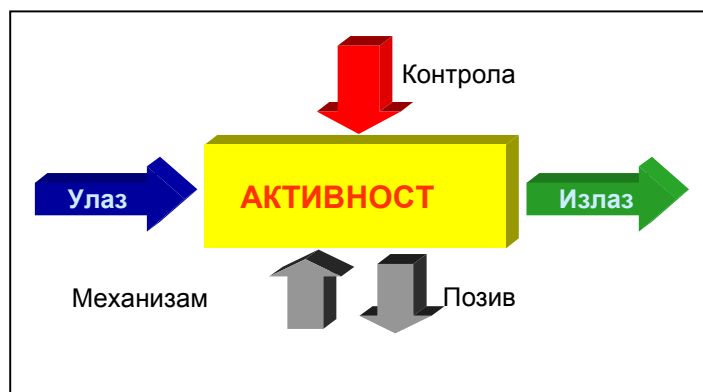 Контрола
Улаз
АКТИВНОСТ
Излаз
Механизам
Позив